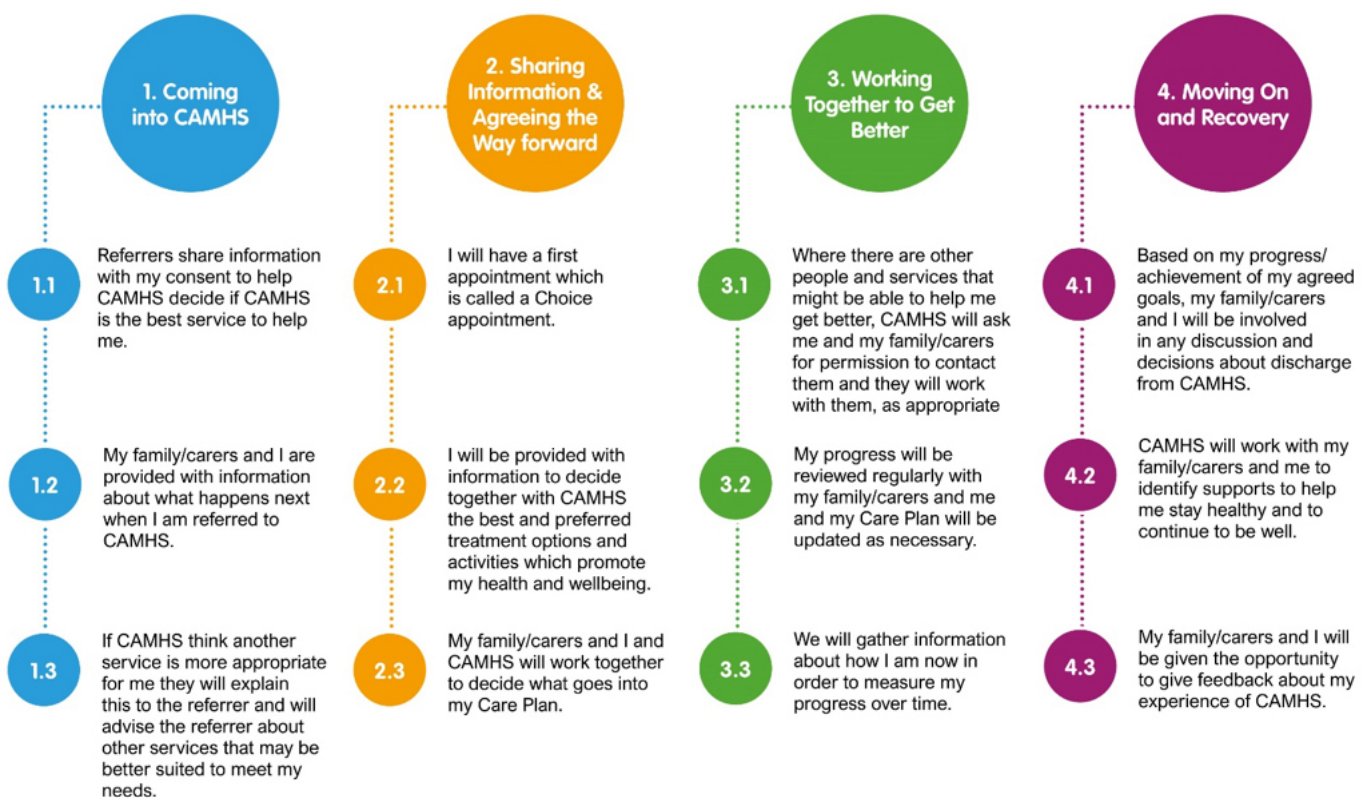 1. Coming
into CAMHS
1.1
Referrers share information
with my consent to help
CAMHS decide if CAMHS
is the best service to help
me.
1.2
My family/carers and I are
provided with information
about what happens next
when I am referred to
CAMHS.
1.3
If CAMHS think another
service is more appropriate
for me they will explain
this to the referrer and will
advise the referrer about
other services that may be
better suited to meet my
needs.
2. Sharing
Information &
Agreeing the
Way forward
2.1
I will have a first
appointment which
is called a Choice
appointment.
2.2
I will be provided with
information to decide
together with CAMHS
the best and preferred
treatment options and
activities which promote
my health and wellbeing.
2.3
My family/carers and I and
CAMHS will work together
to decide what goes into
my Care Plan.
3. Working
Together to Get
Better
3.1
Where there are other
people and services that
might be able to help me
get better, CAMHS will ask
me and my family/carers
for permission to contact
them and they will work
with them, as appropriate
3.2
My progress will be
reviewed regularly with
my family/carers and me
and my Care Plan will be
updated as necessary.
3.3
We will gather information
about how I am now in
order to measure my
progress over time.
4. Moving On
and Recovery
4.1
Based on my progress/
achievement of my agreed
goals, my family/carers
and I will be involved
in any discussion and
decisions about discharge
from CAMHS.
4.2
CAMHS will work with my
family/carers and me to
identify supports to help
me stay healthy and to
continue to be well.
4.3
My family/carers and I will
be given the opportunity
to give feedback about my
experience of CAMHS.